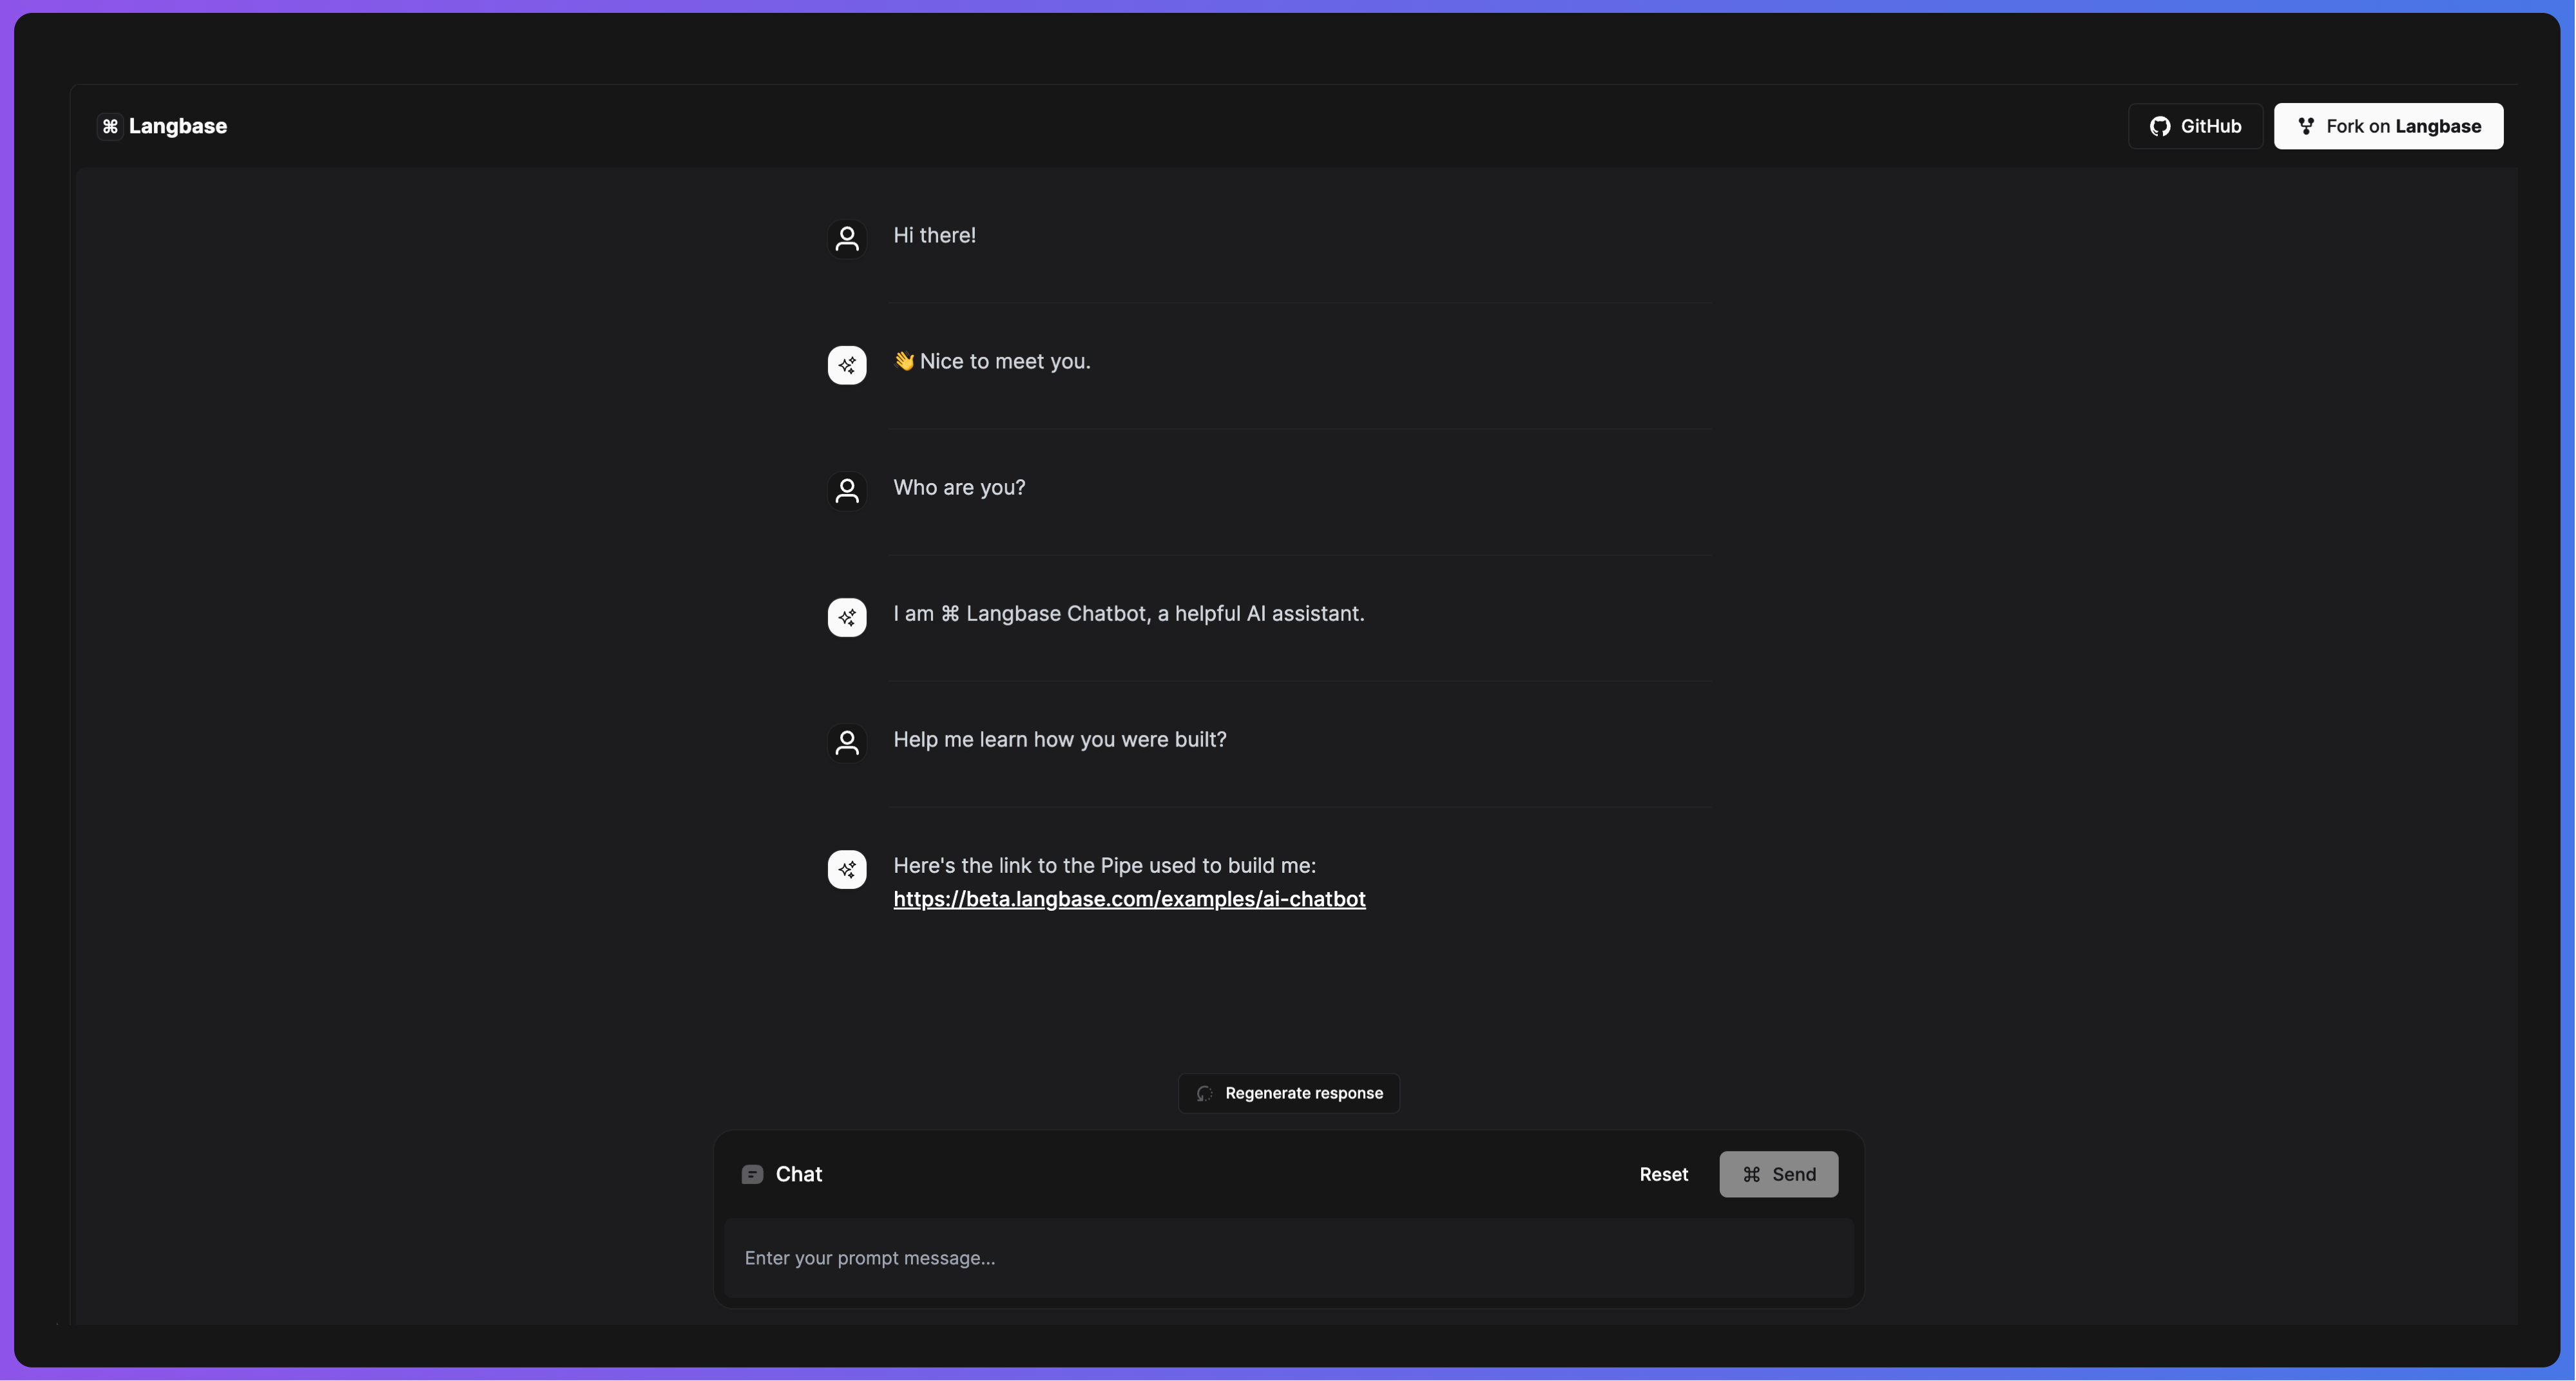 ⌘ Langbase
GitHub
Fork on Langbase
Hi there!
👋 Nice to meet you.
Who are you?
I am ⌘ Langbase Chatbot, a helpful AI assistant.
Help me learn how you were built?
Here's the link to the Pipe used to build me:
https://beta.langbase.com/examples/ai-chatbot
Regenerate response
Chat
Reset
⌘ Send
Enter your prompt message...